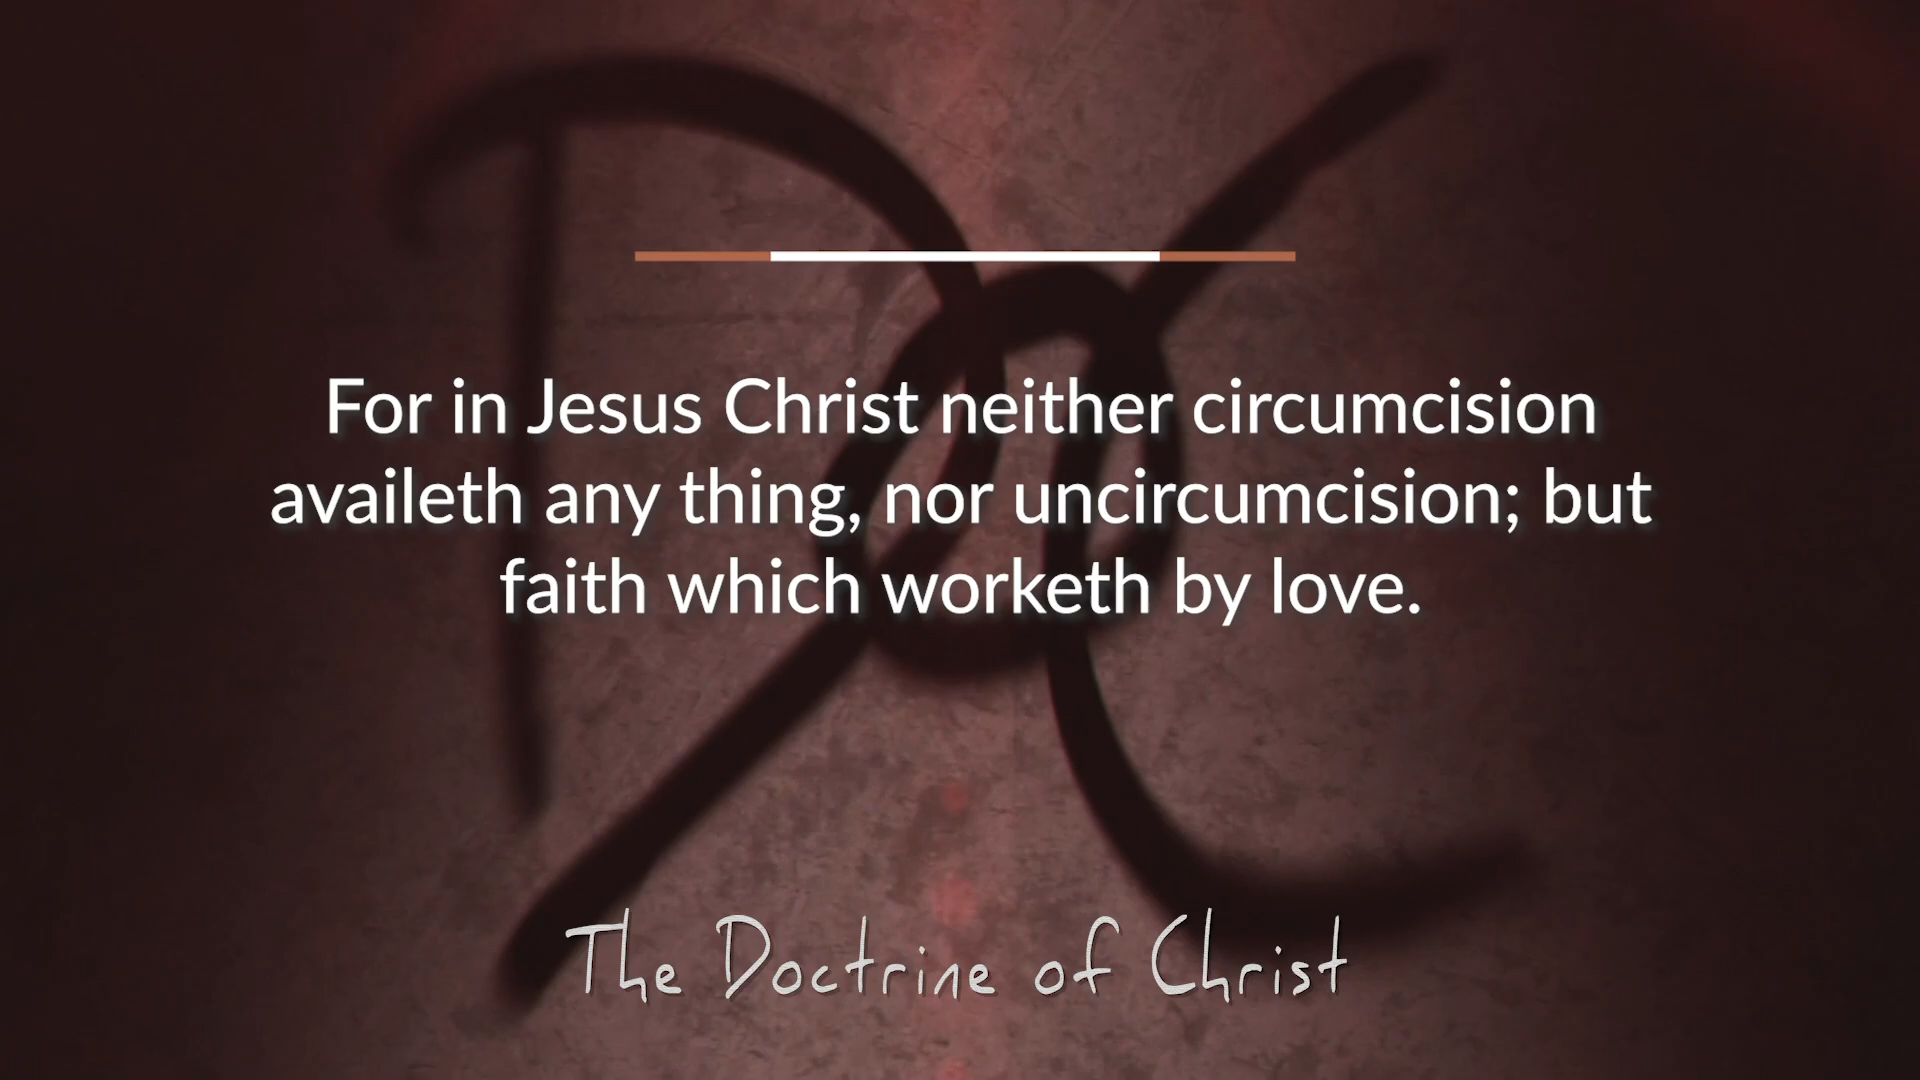 For in Jesus Christ neither circumcision
availeth any thing, nor uncircumcision; but
faith which worketh by love.
The Doctrine of Christ